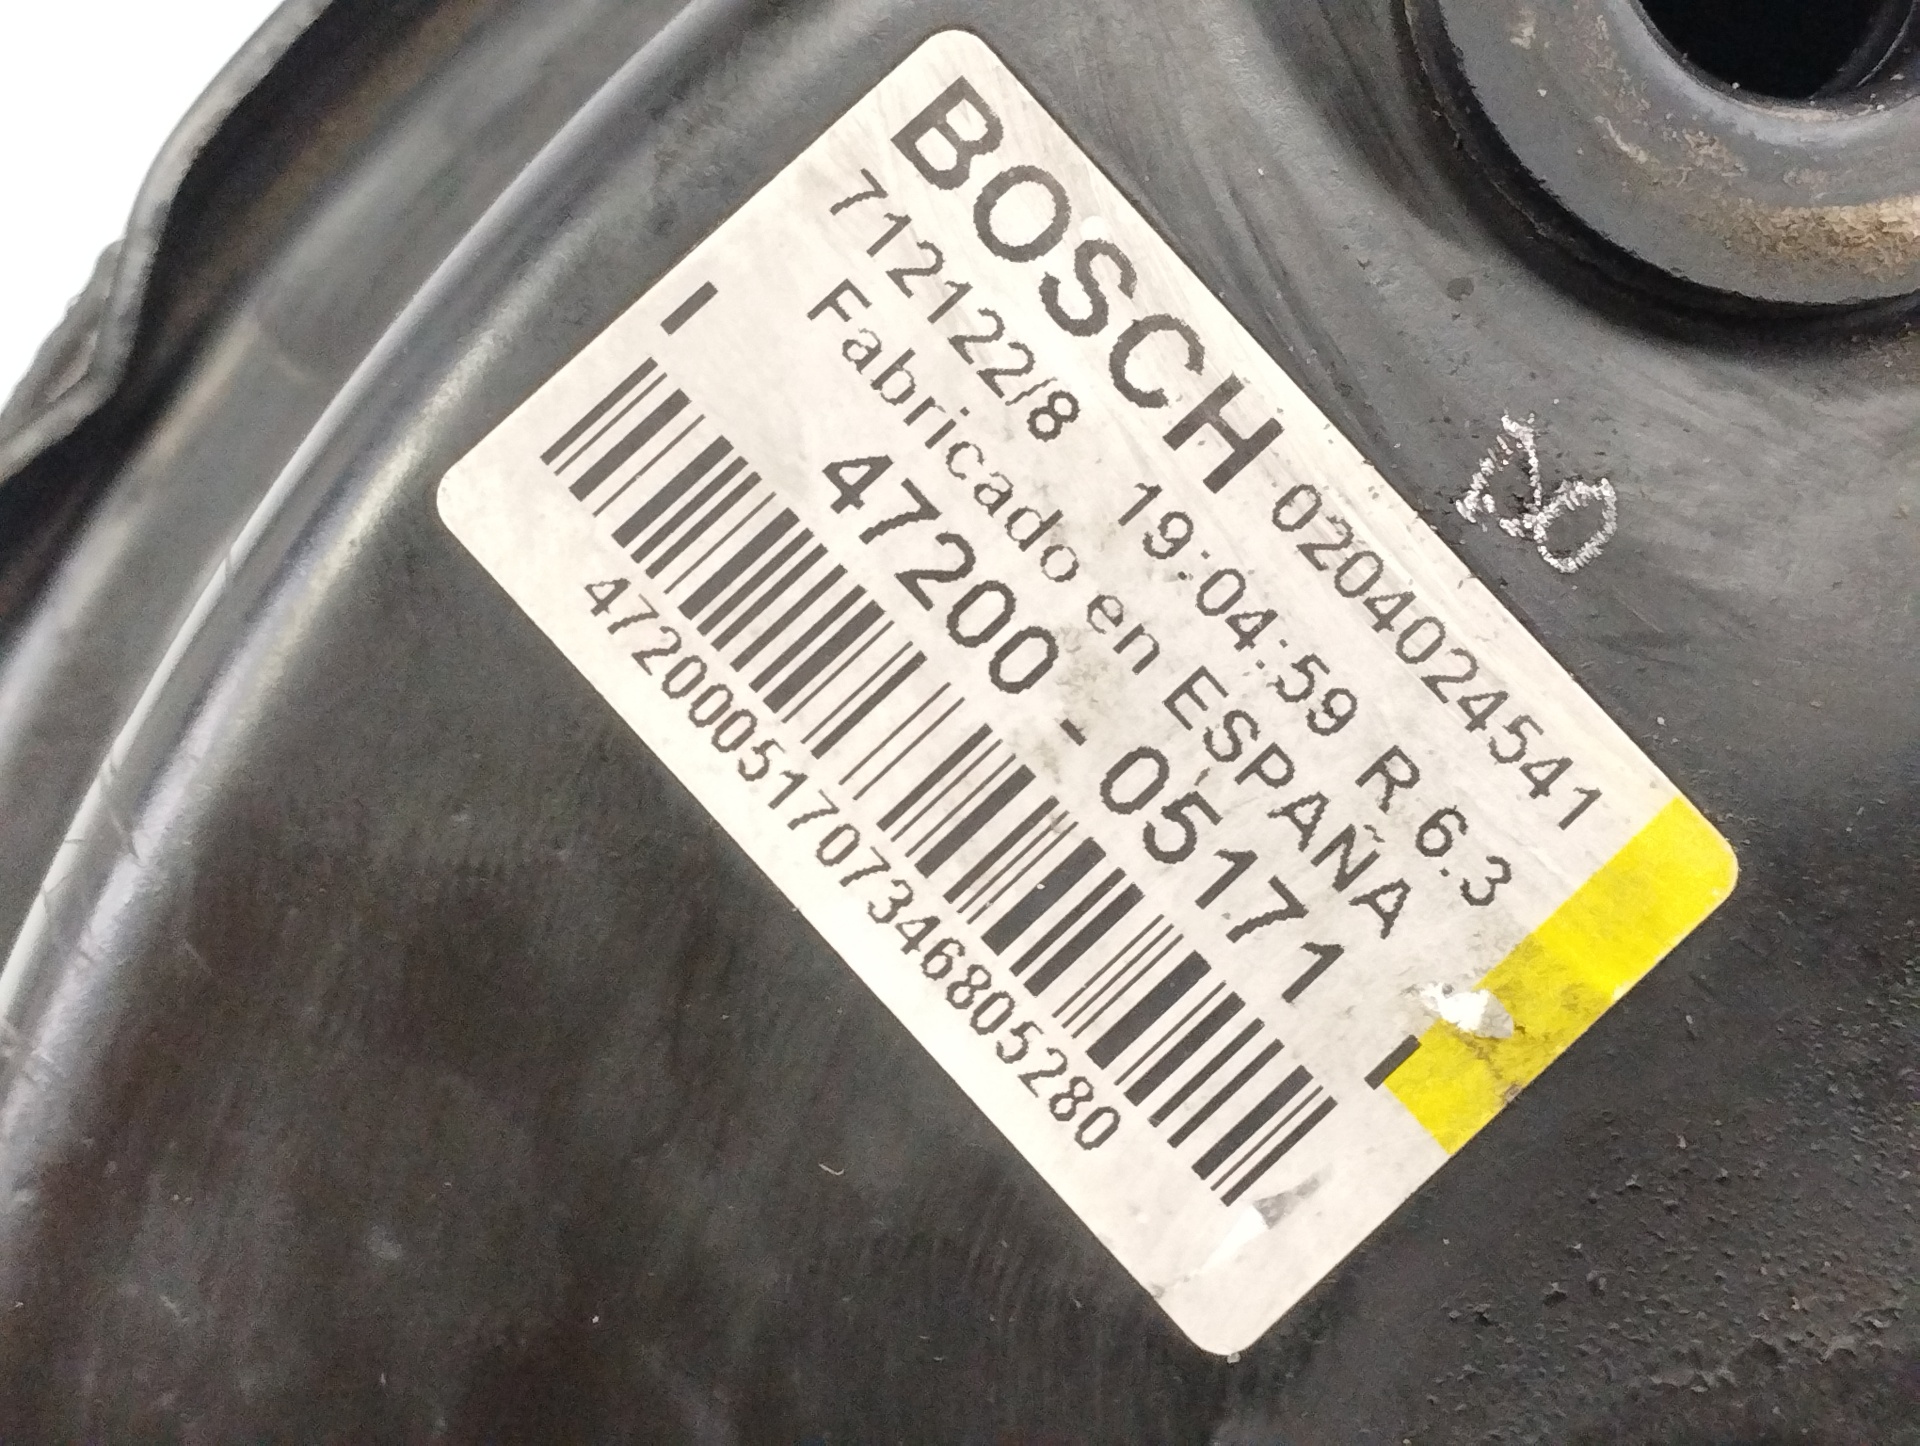 BOSCH 0204024541
712122/8 19:04:59 R 6.3
Fabricado en ESPAÑA
47200 - 05171
47200051707346805280